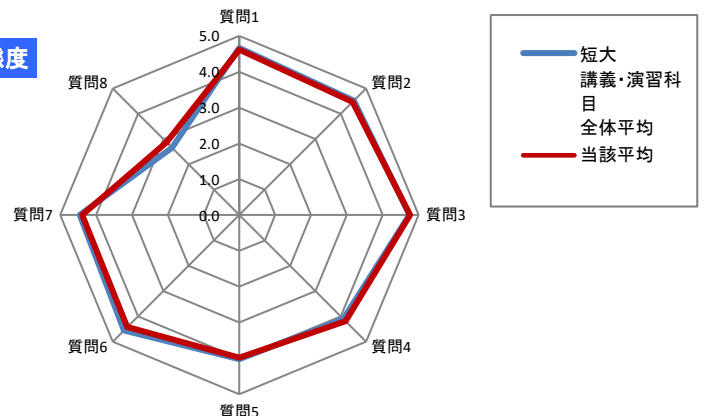 質問1
5.0
態度
4.0
質問8
質問2
3.0
2.0
1.0
0.0
質問7
質問3
質問6
質問4
質問5
短大
講義・演習科
目
全体平均
当該平均